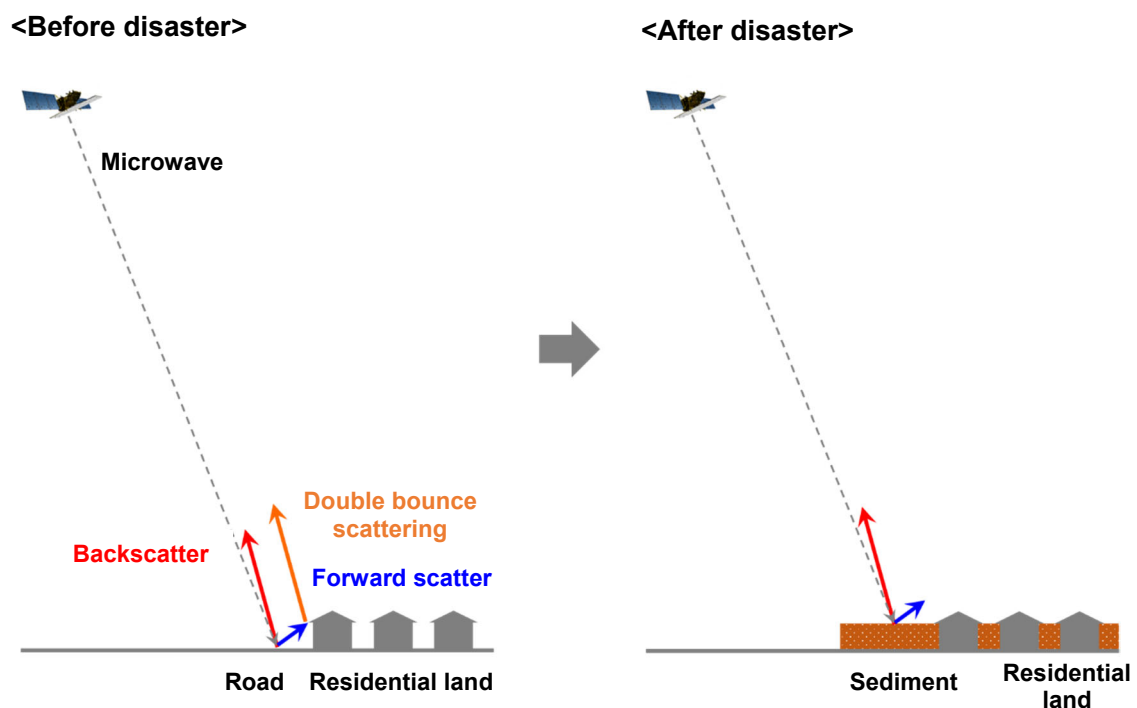 <Before disaster>
<After disaster>
Microwave
Double bounce
scattering
Backscatter
Forward scatter
Road
Residential land
Sediment
Residential
land